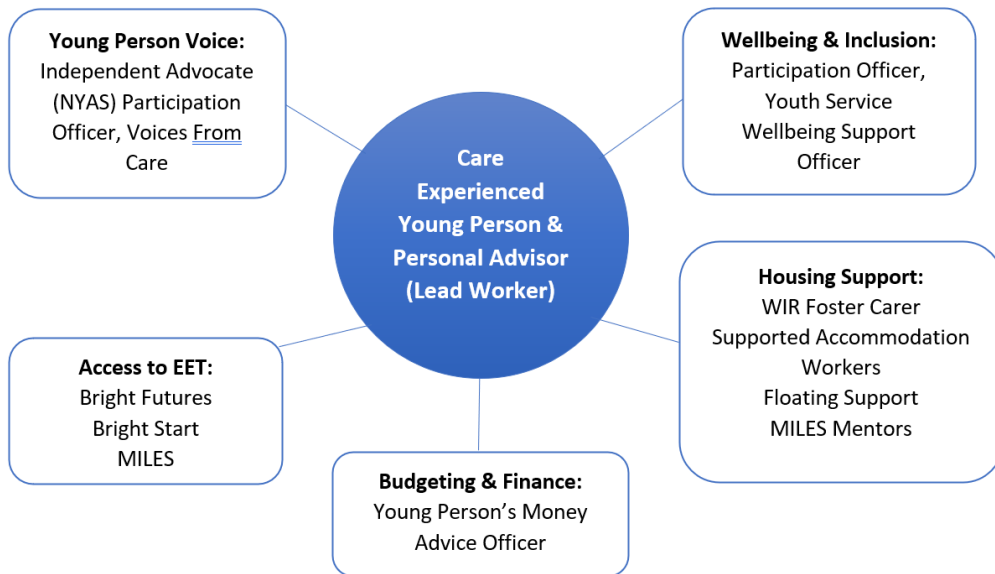 Young Person Voice:
Independent Advocate
(NYAS) Participation
Officer, Voices From
Care
Wellbeing & Inclusion:
Participation Officer,
Youth Service
Wellbeing Support
Officer
Care
Experienced
Young Person &
Personal Advisor
(Lead Worker)
Housing Support:
WIR Foster Carer
Supported Accommodation
Workers
Floating Support
MILES Mentors
Access to EET:
Bright Futures
Bright Start
MILES
Budgeting & Finance:
Young Person’s Money
Advice Officer